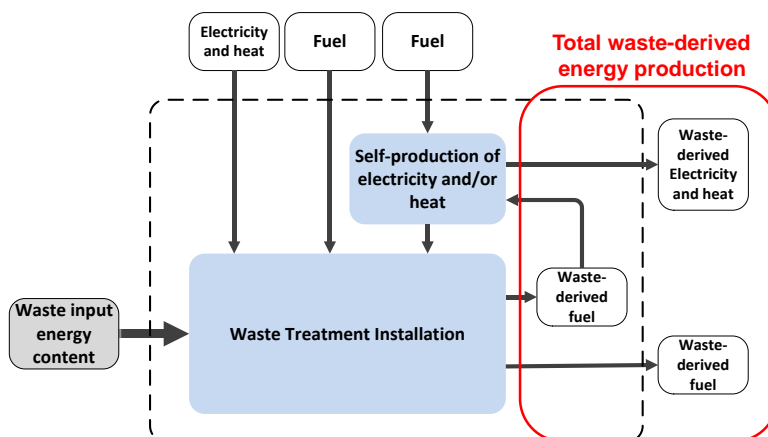 Electricity
and heat
Fuel
Fuel
Total waste-derived
energy production
Self-production of
electricity and/or
heat
Waste-
derived
Electricity
and heat
Waste-
derived
fuel
Waste input
energy
content
Waste Treatment Installation
Waste-
derived
fuel